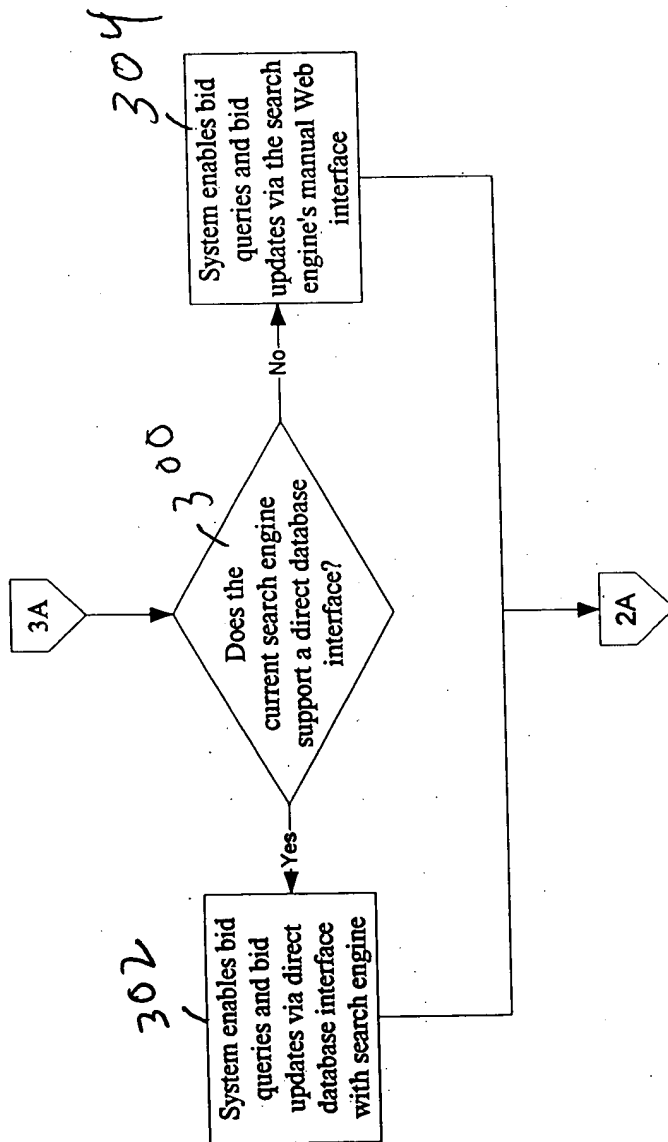 3A
300
Does the
current search engine
support a direct database
interface?
Yes
No
302
System enables bid
queries and bid
updates via direct
database interface
with search engine
304
System enables bid
queries and bid
updates via the search
engine's manual Web
interface
2A